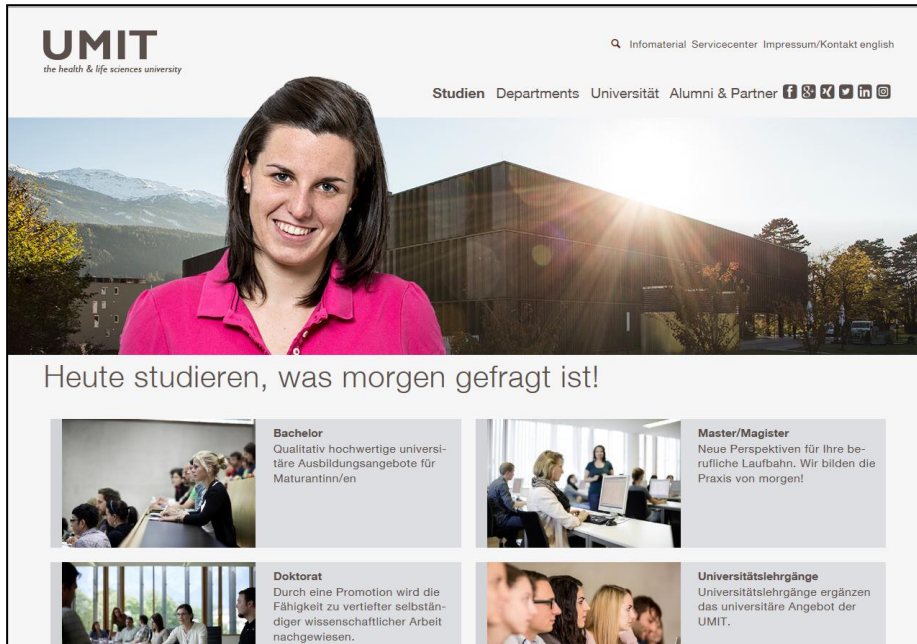 UMIT
the health & life sciences university
Infomaterial Servicecenter Impressum/Kontakt english
Studien Departments Universität Alumni & Partner
Heute studieren, was morgen gefragt ist!
Bachelor
Qualitativ hochwertige universi-
täre Ausbildungsangebote für
Maturantinn/en
Master/Magister
Neue Perspektiven für Ihre be-
rufliche Laufbahn. Wir bilden die
Praxis von morgen!
Doktorat
Durch eine Promotion wird die
Fähigkeit zu vertiefter selbstän-
diger wissenschaftlicher Arbeit
nachgewiesen.
Universitätslehrgänge
Universitätslehrgänge ergänzen
das universitäre Angebot der
UMIT.